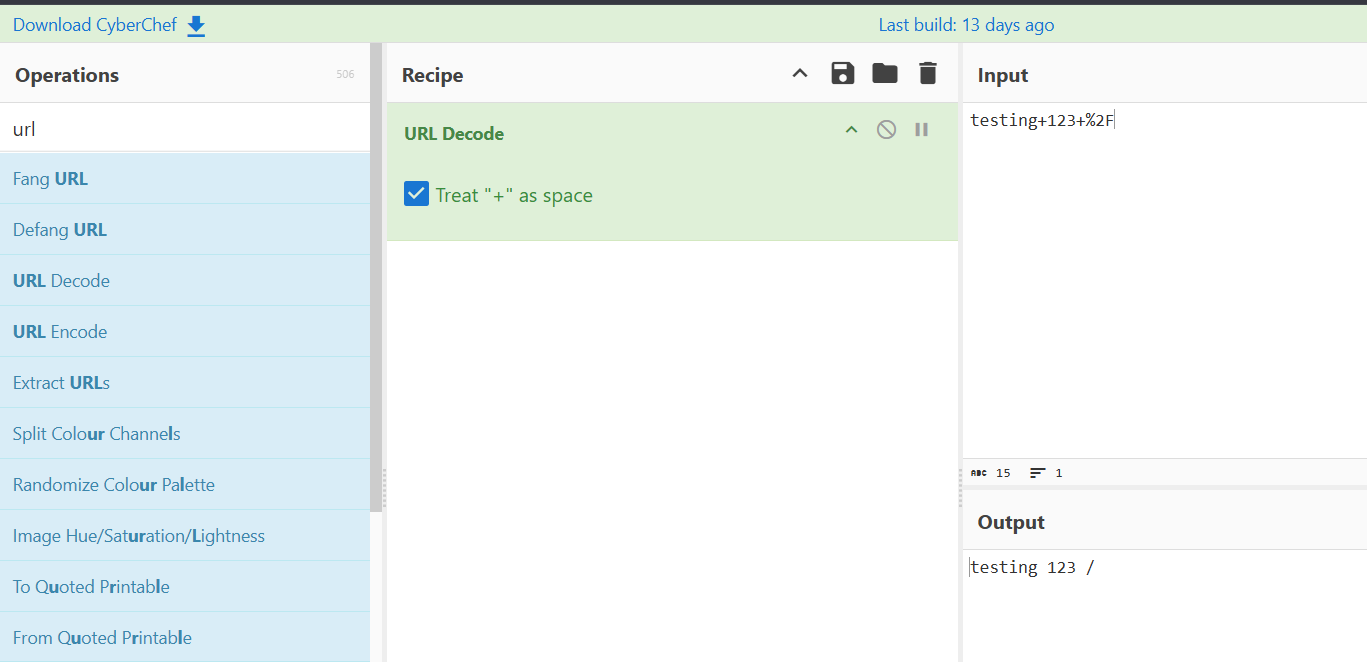 Download CyberChef
Last build: 13 days ago
Operations
506
url
Fang URL
Defang URL
URL Decode
URL Encode
Extract URLs
Split Colour Channels
Randomize Colour Palette
Image Hue/Saturation/Lightness
To Quoted Printable
From Quoted Printable
Recipe
URL Decode
Treat "+" as space
Input
testing+123+%2F
ABC 15 1
Output
testing 123 /